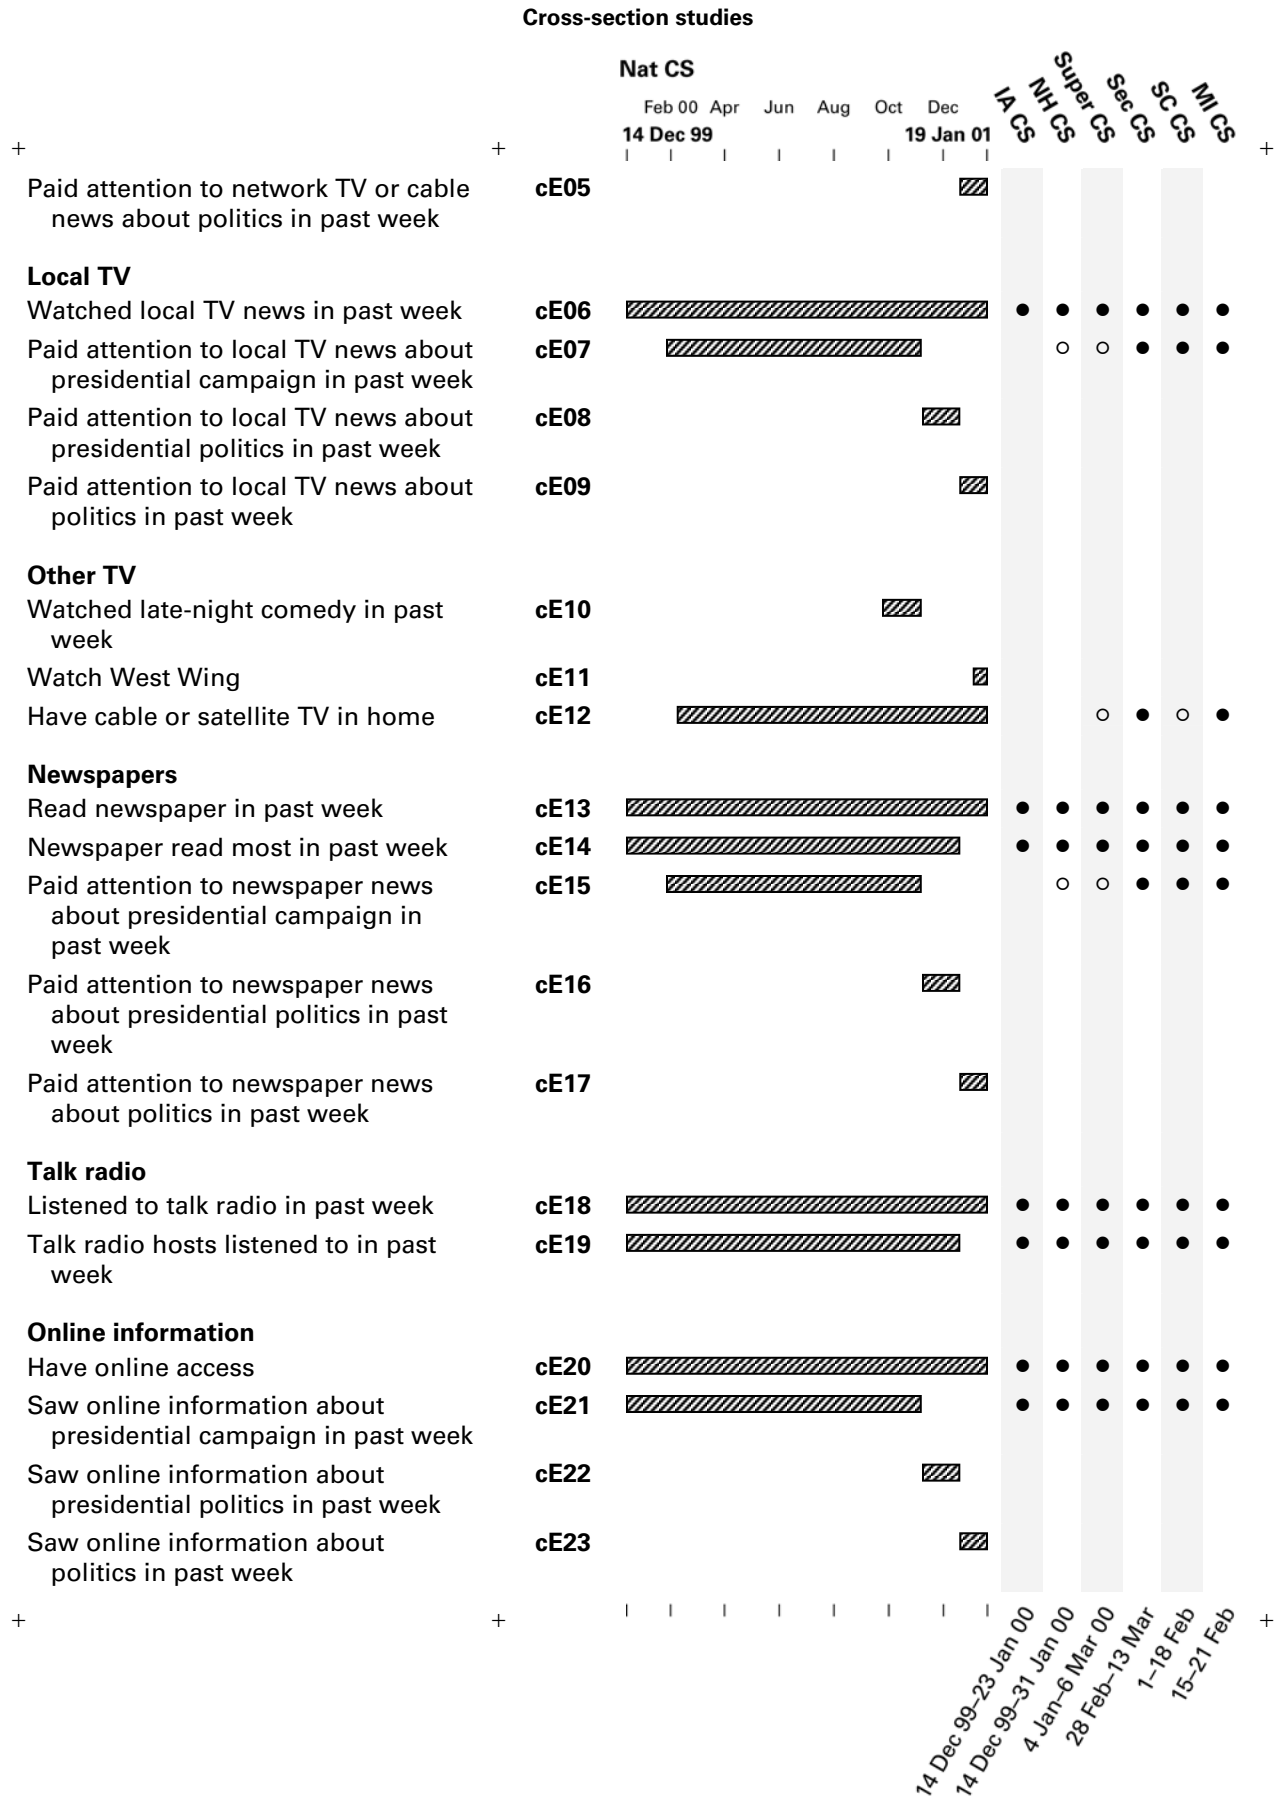 Cross-section studies
Nat CS
Feb 00 Apr Jun Aug Oct Dec
14 Dec 99 19 Jan 01
IA CS
NH CS
Super CS
Sec CS
SC CS
MI CS
Paid attention to network TV or cable cE05
news about politics in past week
Local TV
Watched local TV news in past week cE06
Paid attention to local TV news about cE07
presidential campaign in past week
Paid attention to local TV news about cE08
presidential politics in past week
Paid attention to local TV news about cE09
politics in past week
Other TV
Watched late-night comedy in past cE10
week
Watch West Wing cE11
Have cable or satellite TV in home cE12
Newspapers
Read newspaper in past week cE13
Newspaper read most in past week cE14
Paid attention to newspaper news cE15
about presidential campaign in
past week
Paid attention to newspaper news cE16
about presidential politics in past
week
Paid attention to newspaper news cE17
about politics in past week
Talk radio
Listened to talk radio in past week cE18
Talk radio hosts listened to in past cE19
week
Online information
Have online access cE20
Saw online information about cE21
presidential campaign in past week
Saw online information about cE22
presidential politics in past week
Saw online information about cE23
politics in past week
14 Dec 99–23 Jan 00
14 Dec 99–31 Jan 00
4 Jan–6 Mar 00
28 Feb–13 Mar
1–18 Feb
15–21 Feb